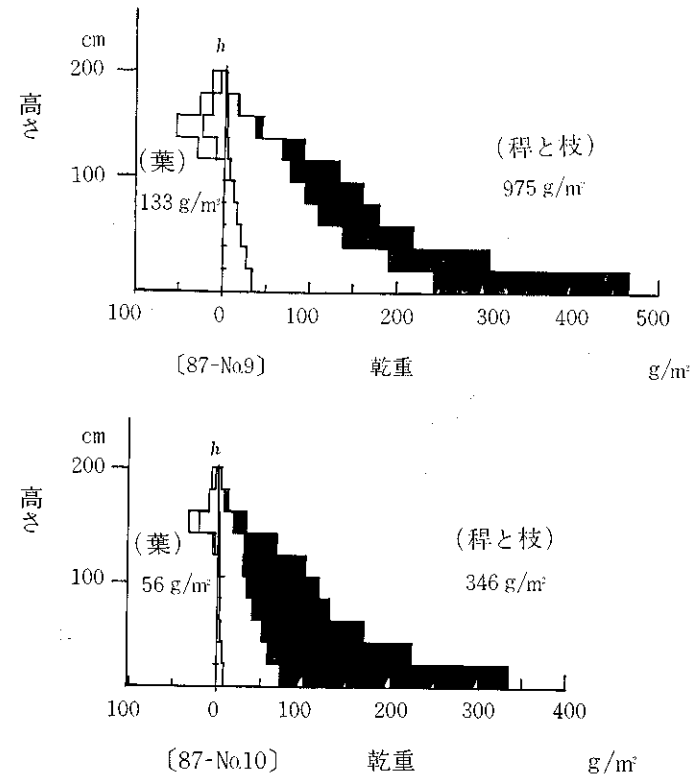 cm
h
200
高さ
(葉)
(稈と枝)
100
133 g/m²
975 g/m²
100 0 100 200 300 400 500
〔87-No.9〕 乾重 g/m²
cm
h
200
高さ
(葉)
(稈と枝)
100
56 g/m²
346 g/m²
100 0 100 200 300 400
〔87-No.10〕 乾重 g/m²